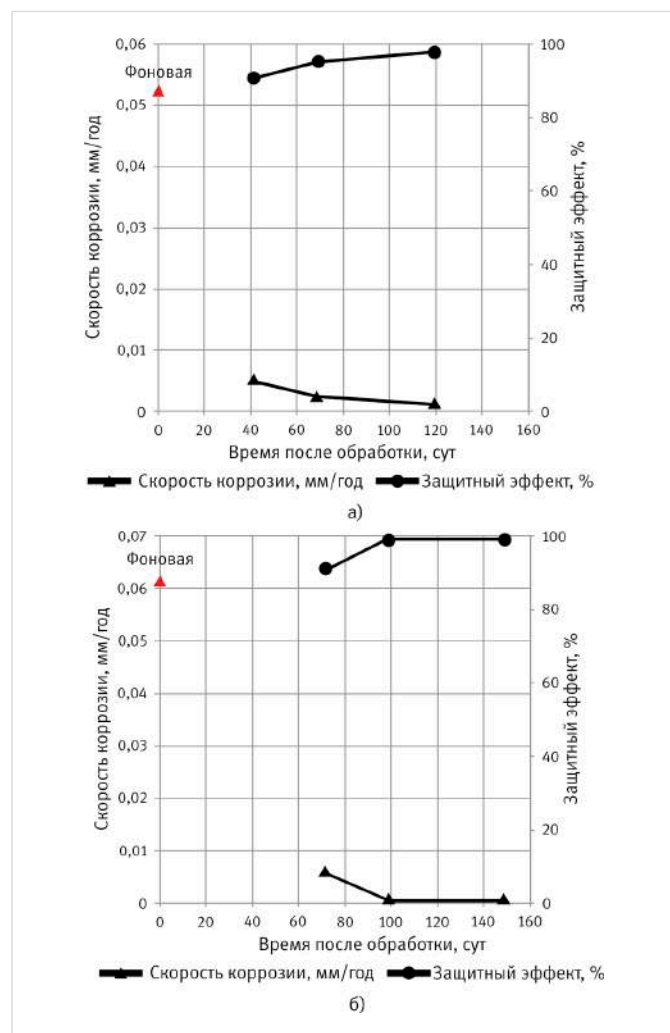 0,06
0,05
0,04
0,03
0,02
0,01
0
Фоновая
Скорость коррозии, мм/год
100
80
60
40
20
0
Защитный эффект, %
0 20 40 60 80 100 120 140 160
Время после обработки, сут
Скорость коррозии, мм/год Защитный эффект, %
а)
0,07
0,06
0,05
0,04
0,03
0,02
0,01
0
Фоновая
Скорость коррозии, мм/год
100
80
60
40
20
0
Защитный эффект, %
0 20 40 60 80 100 120 140 160
Время после обработки, сут
Скорость коррозии, мм/год Защитный эффект, %
б)